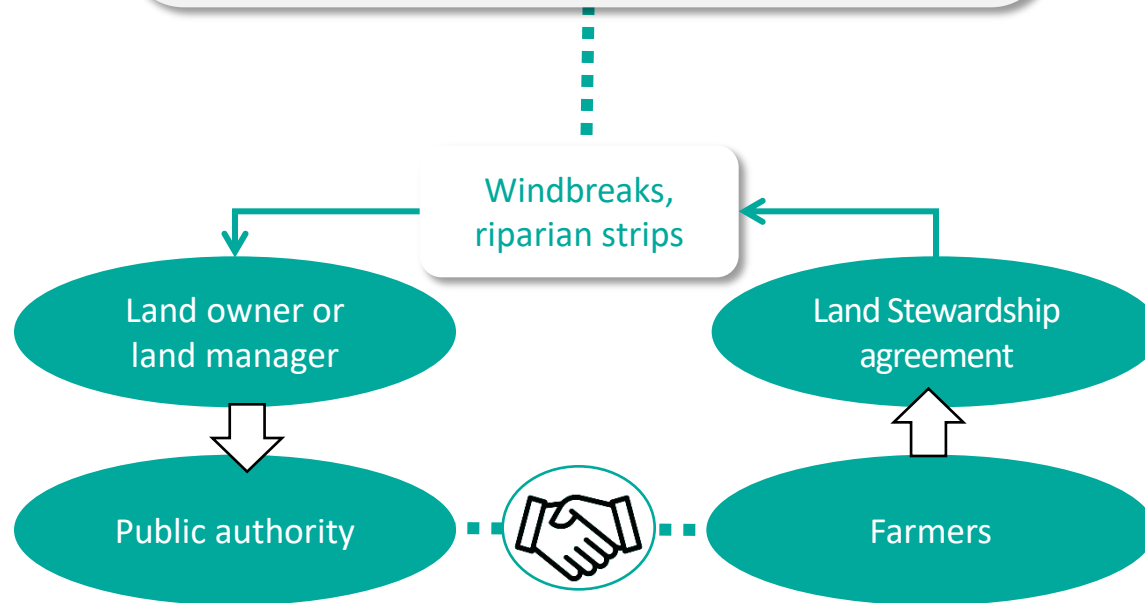 Windbreaks,
riparian strips
Land owner or
land manager
Land Stewardship
agreement
Public authority
Farmers